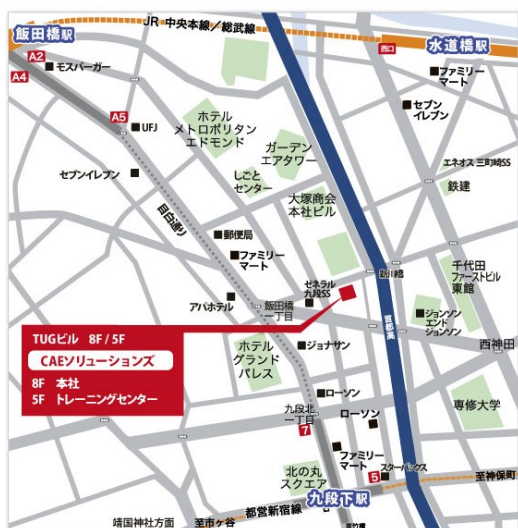 飯田橋駅
JR 中央本線／総武線
水道橋駅
西口
A2
A4
モスバーガー
A5
UFJ
ファミリー
マート
セブン
イレブン
ホテル
メトロポリタン
エドモンド
ガーデン
エアタワー
エネオス 三町崎SS
鉄建
セブンイレブン
しごと
センター
大塚商会
本社ビル
目白通り
郵便局
ファミリー
マート
新川橋
千代田
ファーストビル
東館
ゼネラル
九段SS
アパホテル
飯田橋
一丁目
首都高
ジョンソン
エンド
ジョンソン
西神田
TUGビル 8F / 5F
CAEソリューションズ
8F 本社
5F トレーニングセンター
ホテル
グランド
パレス
ジョナサン
ローソン
九段北
一丁目
7
ローソン
専修大学
ファミリー
マート
北の丸
スクエア
5
スターバックス
至神保町
九段下駅
都営新宿線
至市ヶ谷
靖国神社方面